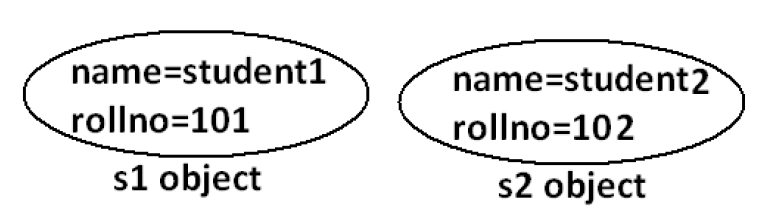 name=student1
rollno=101
s1 object
name=student2
rollno=102
s2 object